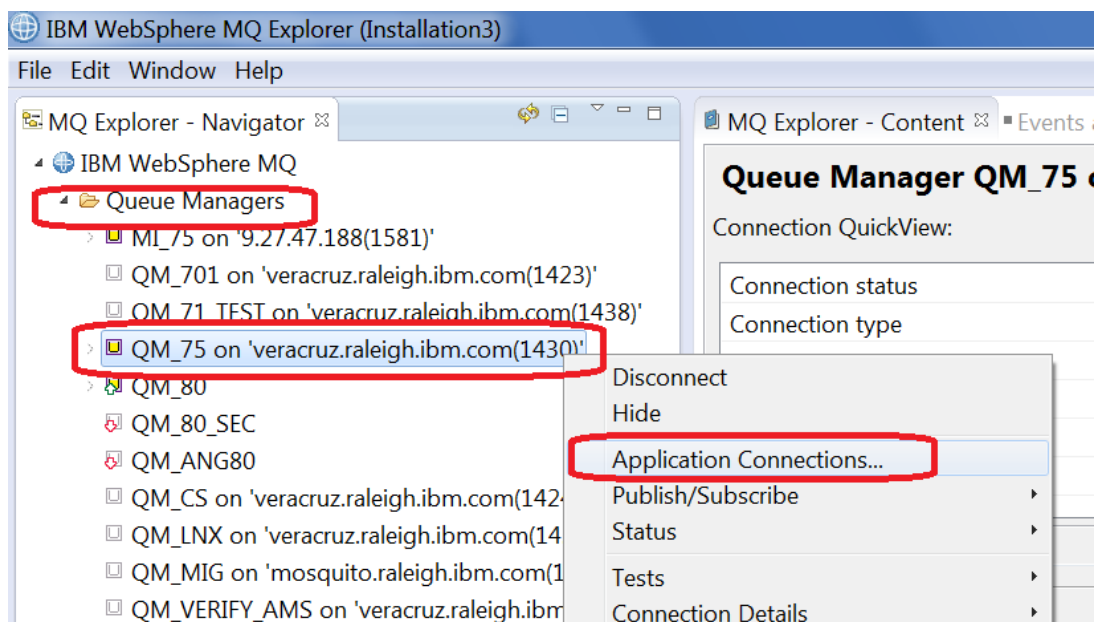 IBM WebSphere MQ Explorer (Installation3)
File Edit Window Help
MQ Explorer - Navigator
IBM WebSphere MQ
Queue Managers
MI_75 on '9.27.47.188(1581)'
QM_701 on 'veracruz.raleigh.ibm.com(1423)'
QM_71_TEST on 'veracruz.raleigh.ibm.com(1438)'
QM_75 on 'veracruz.raleigh.ibm.com(1430)'
QM_80
QM_80_SEC
QM_ANG80
QM_CS on 'veracruz.raleigh.ibm.com(142
QM_LNX on 'veracruz.raleigh.ibm.com(14
QM_MIG on 'mosquito.raleigh.ibm.com(1
QM_VERIFY_AMS on 'veracruz.raleigh.ibm
Disconnect
Hide
Application Connections...
Publish/Subscribe
Status
Tests
Connection Details
MQ Explorer - Content
Events
Queue Manager QM_75
Connection QuickView:
Connection status
Connection type